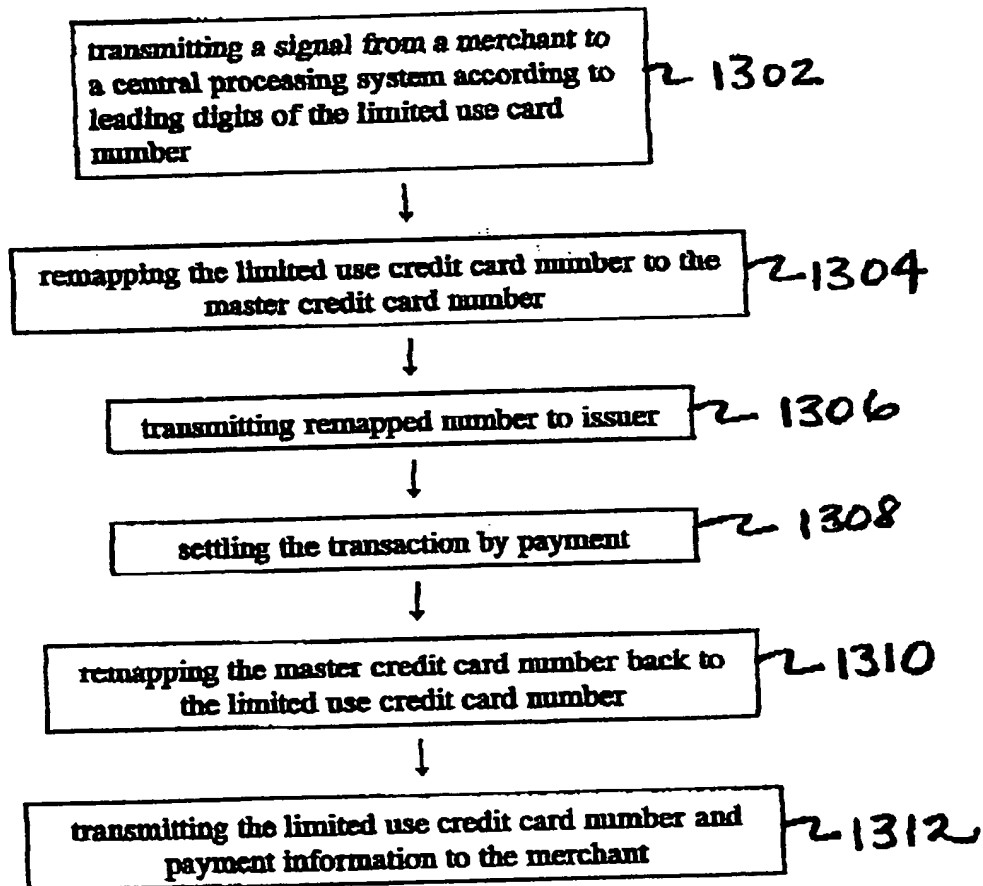 transmitting a signal from a merchant to
a central processing system according to
leading digits of the limited use card
number
1302
remapping the limited use credit card number to the
master credit card number
1304
transmitting remapped number to issuer
1306
settling the transaction by payment
1308
remapping the master credit card number back to
the limited use credit card number
1310
transmitting the limited use credit card number and
payment information to the merchant
1312